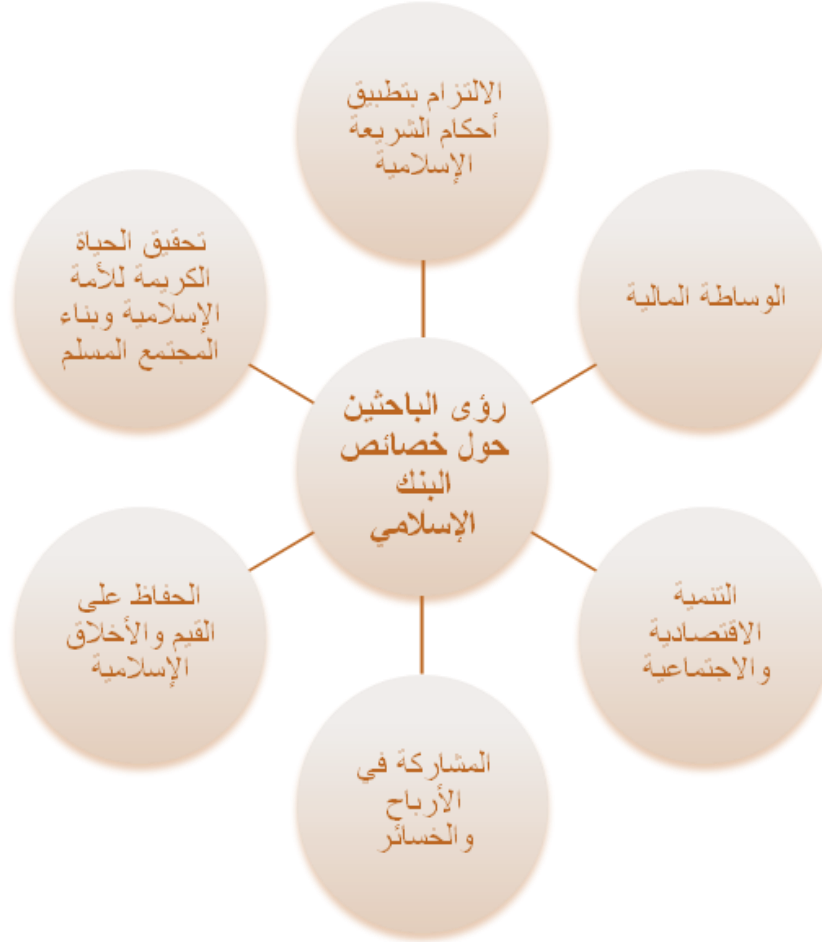 الالتزام بتطبيق
أحكام الشريعة
الإسلامية
الوساطة المالية
تحقيق الحياة
الكريمة للأمة
الإسلامية وبناء
المجتمع المسلم
رؤى الباحثين
حول خصائص
البنك
الإسلامي
التنمية
الاقتصادية
والاجتماعية
الحفاظ على
القيم والأخلاق
الإسلامية
المشاركة في
الأرباح
والخسائر